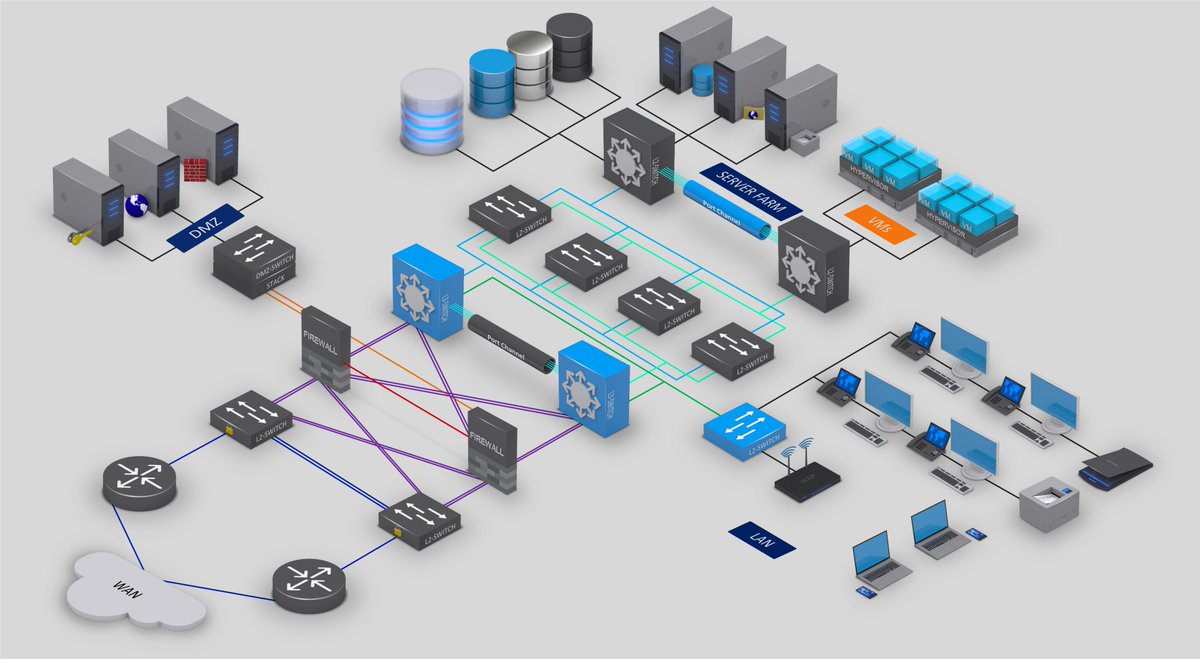 L3-SWITCH
SERVER FARM
Port Channel
VM
VM
VM
HYPERVISOR
VM
VM
VM
HYPERVISOR
VMs
DMZ
L2-SWITCH
DMZ-SWITCH
STACK
L2-SWITCH
L3-SWITCH
L3-SWITCH
L2-SWITCH
FIREWALL
Port Channel
L2-SWITCH
L3-SWITCH
L2-SWITCH
FIREWALL
L2-SWITCH
WAP
L2-SWITCH
LAN
WAN